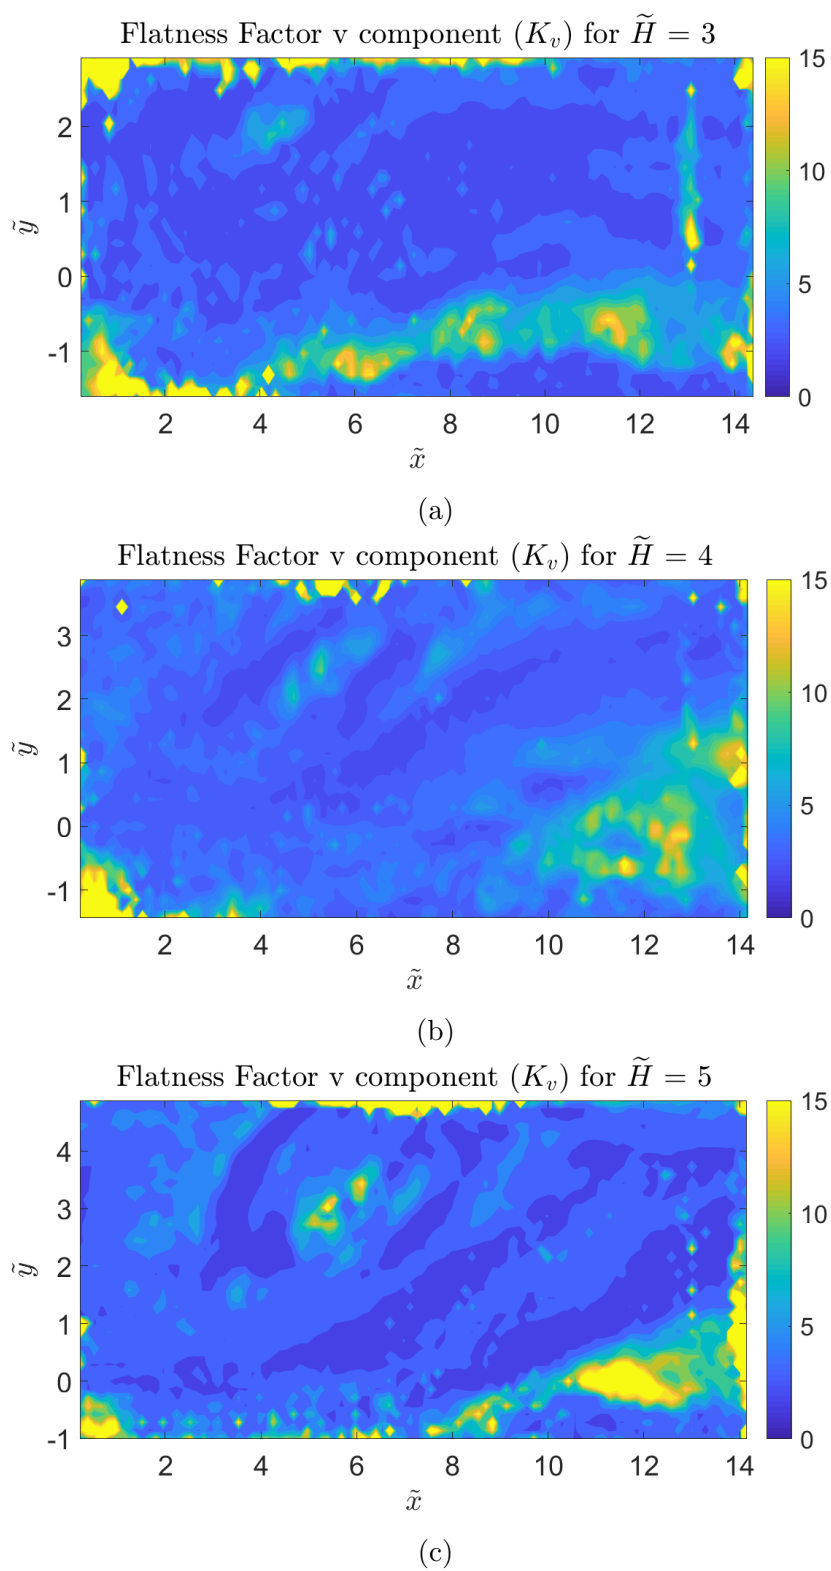 Flatness Factor v component (K_v) for H̃ = 3
15
10
5
0
2
1
0
-1
ỹ
2 4 6 8 10 12 14
x̃
(a)
Flatness Factor v component (K_v) for H̃ = 4
15
10
5
0
3
2
1
0
-1
ỹ
2 4 6 8 10 12 14
x̃
(b)
Flatness Factor v component (K_v) for H̃ = 5
15
10
5
0
4
3
2
1
0
-1
ỹ
2 4 6 8 10 12 14
x̃
(c)